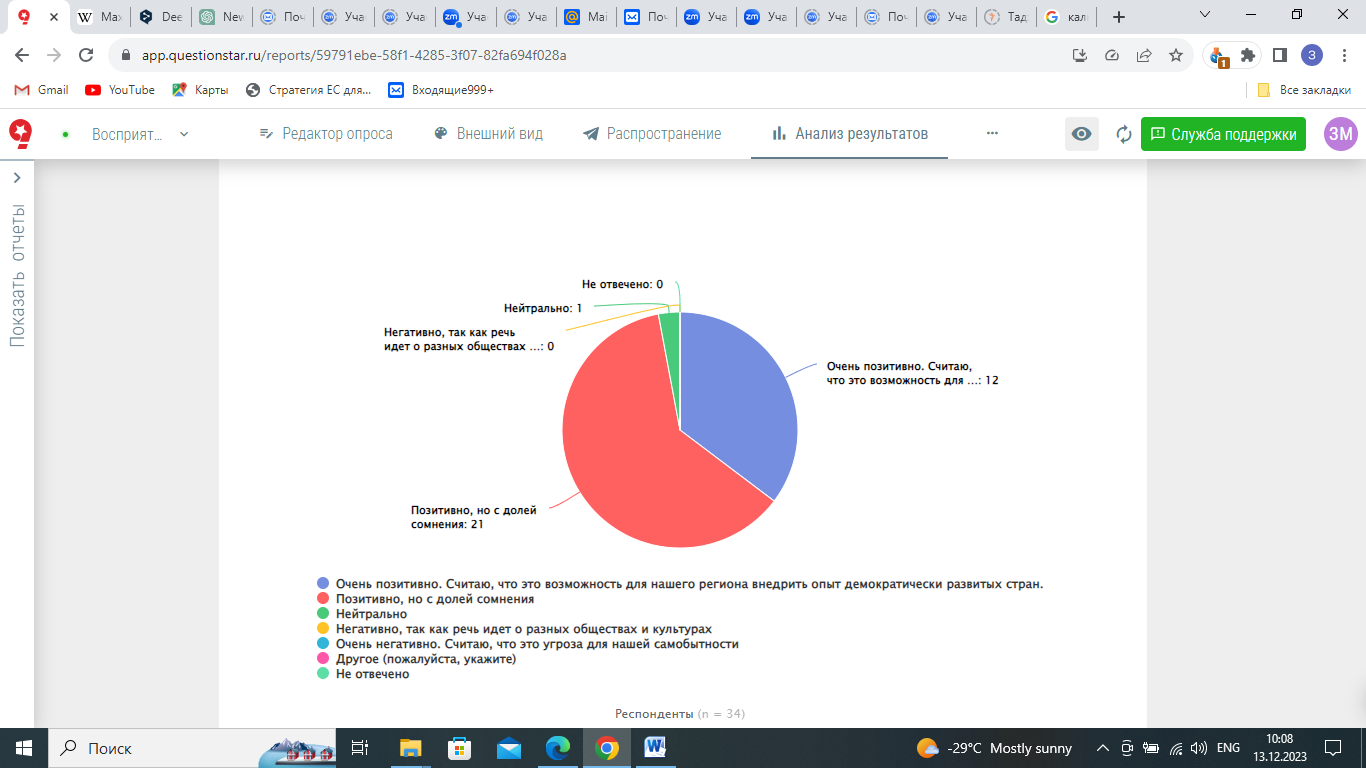 Max
Dee
New
Поч
Уча
Уча
Уча
Уча
Mai
Поч
Уча
Уча
Уча
Поч
Уча
Тад
кал
app.questionstar.ru/reports/59791ebe-58f1-4285-3f07-82fa694f028a
1
З
Gmail
YouTube
Карты
Стратегия ЕС для...
Входящие999+
Все закладки
Восприят...
Редактор опроса
Внешний вид
Распространение
Анализ результатов
Служба поддержки
ЗМ
Показать отчеты
Не отвечено: 0
Нейтрально: 1
Негативно, так как речь
идет о разных обществах ...: 0
Очень позитивно. Считаю,
что это возможность для ...: 12
Позитивно, но с долей
сомнения: 21
Очень позитивно. Считаю, что это возможность для нашего региона внедрить опыт демократически развитых стран.
Позитивно, но с долей сомнения
Нейтрально
Негативно, так как речь идет о разных обществах и культурах
Очень негативно. Считаю, что это угроза для нашей самобытности
Другое (пожалуйста, укажите)
Не отвечено
Респонденты (n = 34)
Поиск
-29°C Mostly sunny
ENG
10:08
13.12.2023